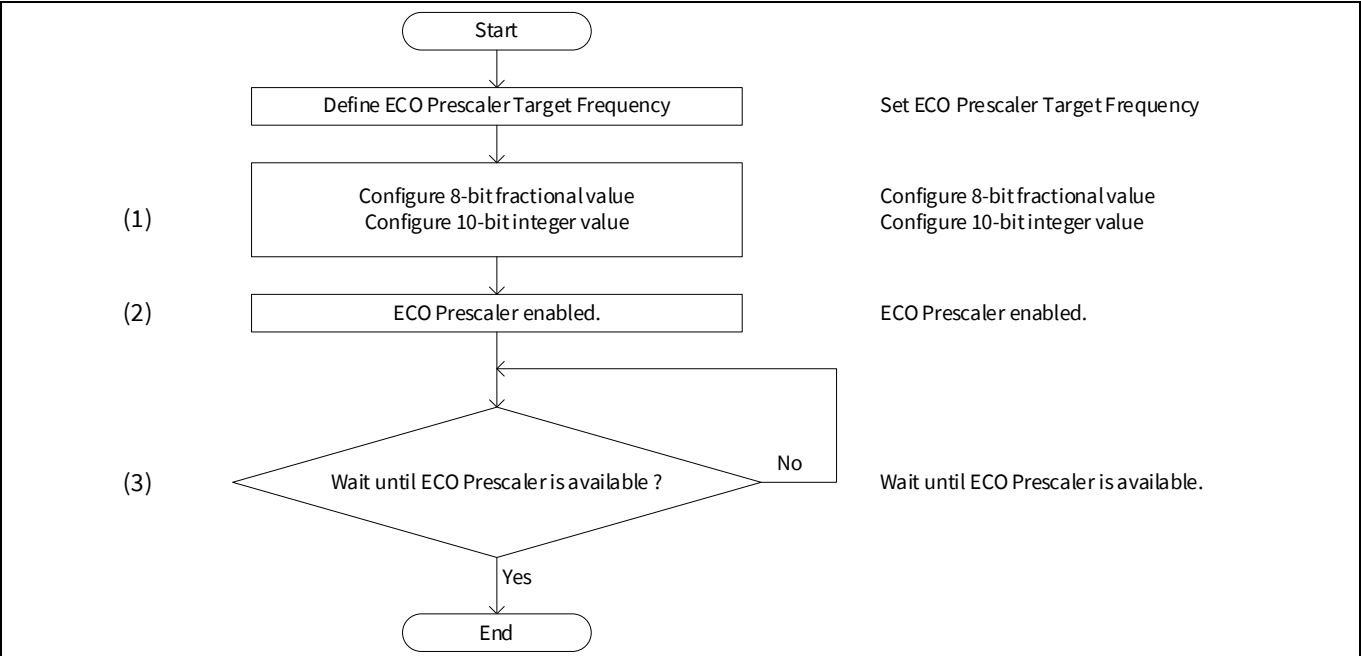 Start
Define ECO Prescaler Target Frequency
Set ECO Prescaler Target Frequency
(1)
Configure 8-bit fractional value
Configure 10-bit integer value
Configure 8-bit fractional value
Configure 10-bit integer value
(2)
ECO Prescaler enabled.
ECO Prescaler enabled.
(3)
Wait until ECO Prescaler is available ?
No
Wait until ECO Prescaler is available.
Yes
End